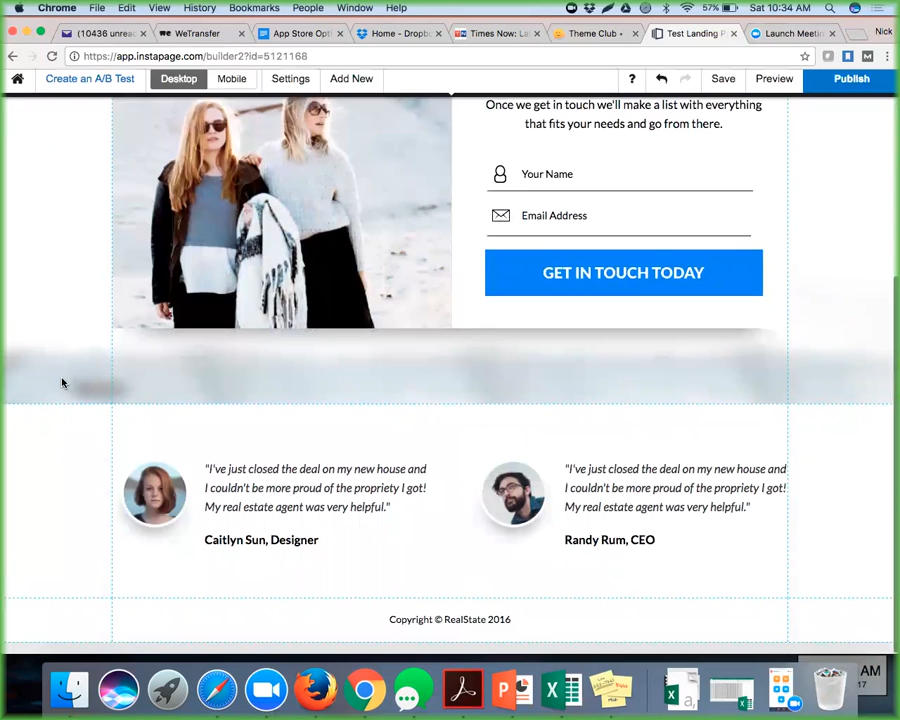 Chrome File Edit View History Bookmarks People Window Help 57% Sat 10:34 AM
(10436 unrea WeTransfer App Store Opti Home - Dropbo Times Now: La Theme Club - Test Landing P Launch Meetin Nick
https://app.instapage.com/builder2?id=5121168
Create an A/B Test Desktop Mobile Settings Add New ? Save Preview Publish
Once we get in touch we'll make a list with everything
that fits your needs and go from there.
Your Name
Email Address
GET IN TOUCH TODAY
"I've just closed the deal on my new house and
I couldn't be more proud of the propriety I got!
My real estate agent was very helpful."
Caitlyn Sun, Designer
"I've just closed the deal on my new house and
I couldn't be more proud of the propriety I got!
My real estate agent was very helpful."
Randy Rum, CEO
Copyright © RealState 2016
AM
17